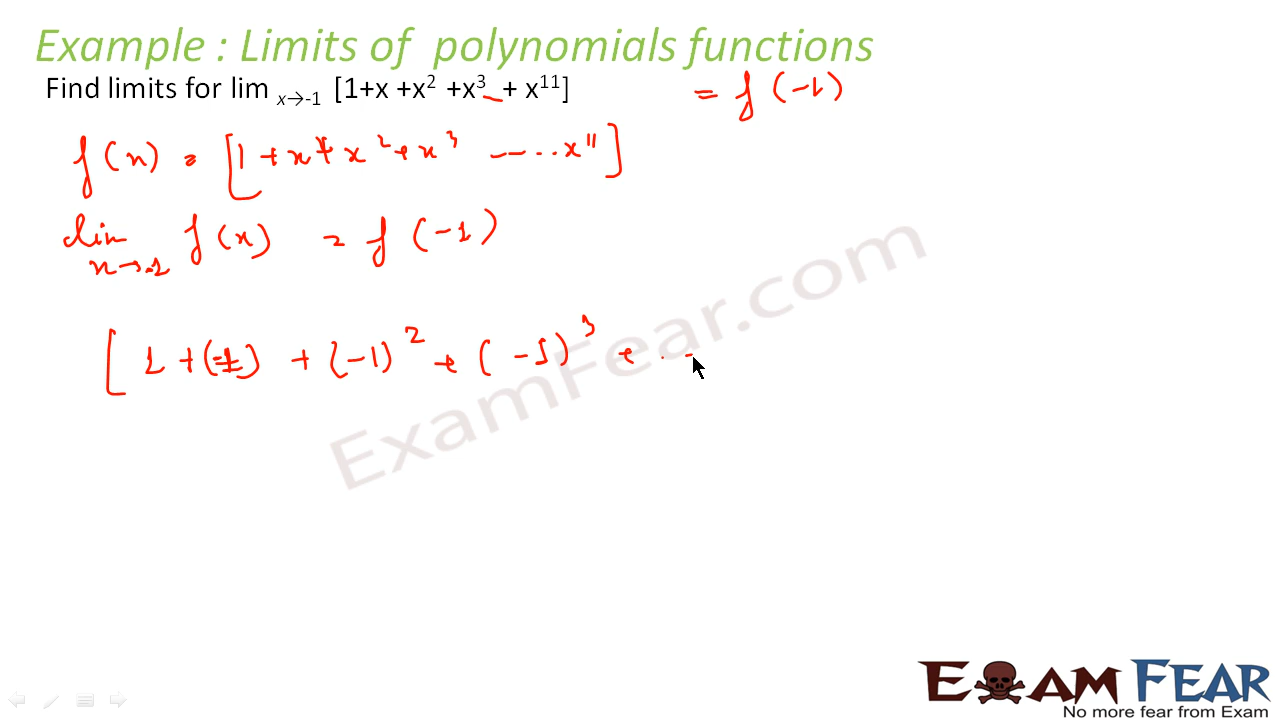 Example : Limits of polynomials functions
Find limits for lim x→-1 [1+x +x² +x³ _ + x¹¹] = f(-1)
f(x) = [1 + x + x² + x³ -- ... x¹¹]
lim x→-1 f(x) = f(-1)
[1 + (-1) + (-1)² + (-1)³ + . -
ExamFear.com
EXAM FEAR
No more fear from Exam